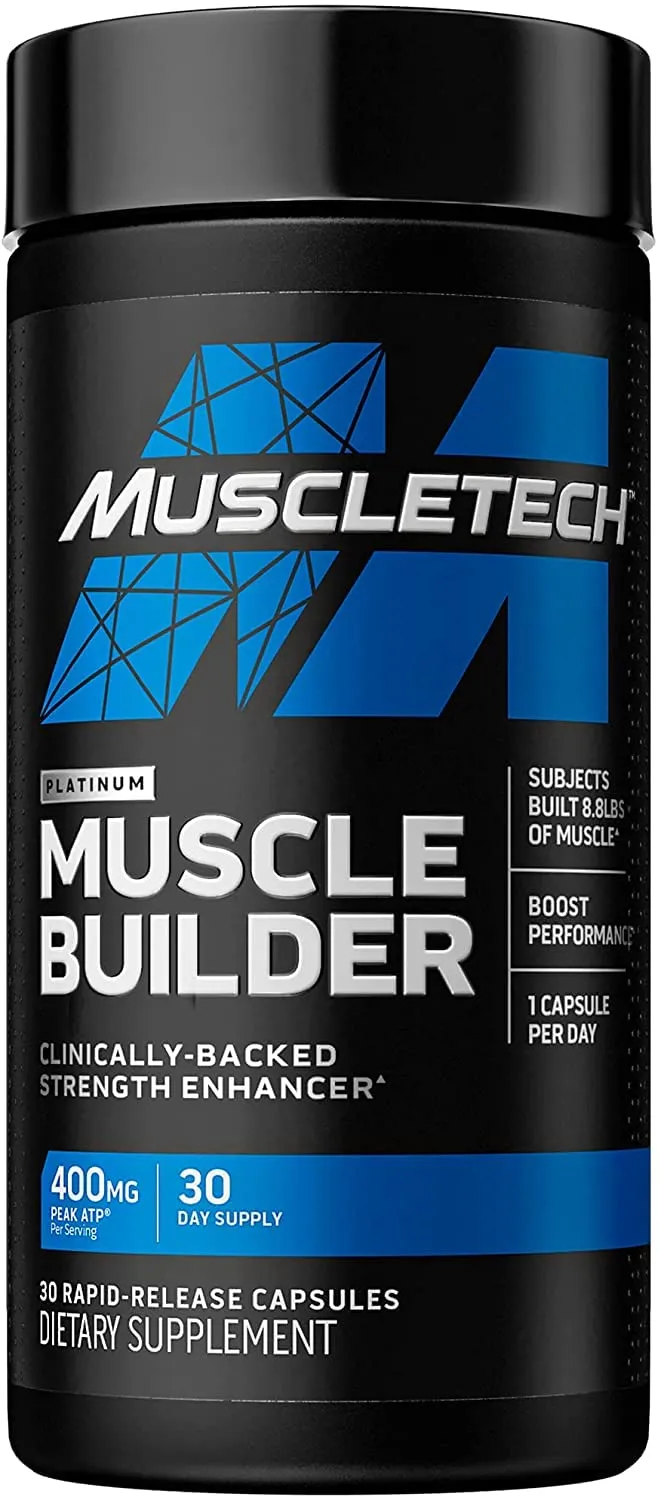 MUSCLETECH™
PLATINUM
MUSCLE
BUILDER
CLINICALLY-BACKED
STRENGTH ENHANCER▲
SUBJECTS
BUILT 8.8LBS
OF MUSCLE▲
BOOST
PERFORMANCE
1 CAPSULE
PER DAY
400MG
PEAK ATP®
Per Serving
30
DAY SUPPLY
30 RAPID-RELEASE CAPSULES
DIETARY SUPPLEMENT